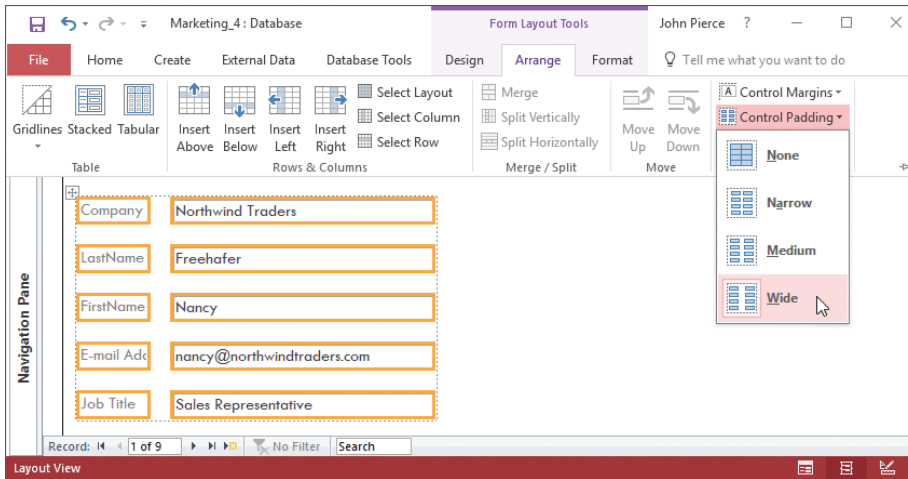 Marketing_4 : Database
Form Layout Tools
John Pierce ?
File Home Create External Data Database Tools Design Arrange Format Tell me what you want to do
Gridlines Stacked Tabular
Table
Insert Above
Insert Below
Insert Left
Insert Right
Select Layout
Select Column
Select Row
Rows & Columns
Merge
Split Vertically
Split Horizontally
Merge / Split
Move Up
Move Down
Move
A Control Margins
Control Padding
None
Narrow
Medium
Wide
Navigation Pane
Company Northwind Traders
LastName Freehafer
FirstName Nancy
E-mail Adc nancy@northwindtraders.com
Job Title Sales Representative
Record: 1 of 9 No Filter Search
Layout View